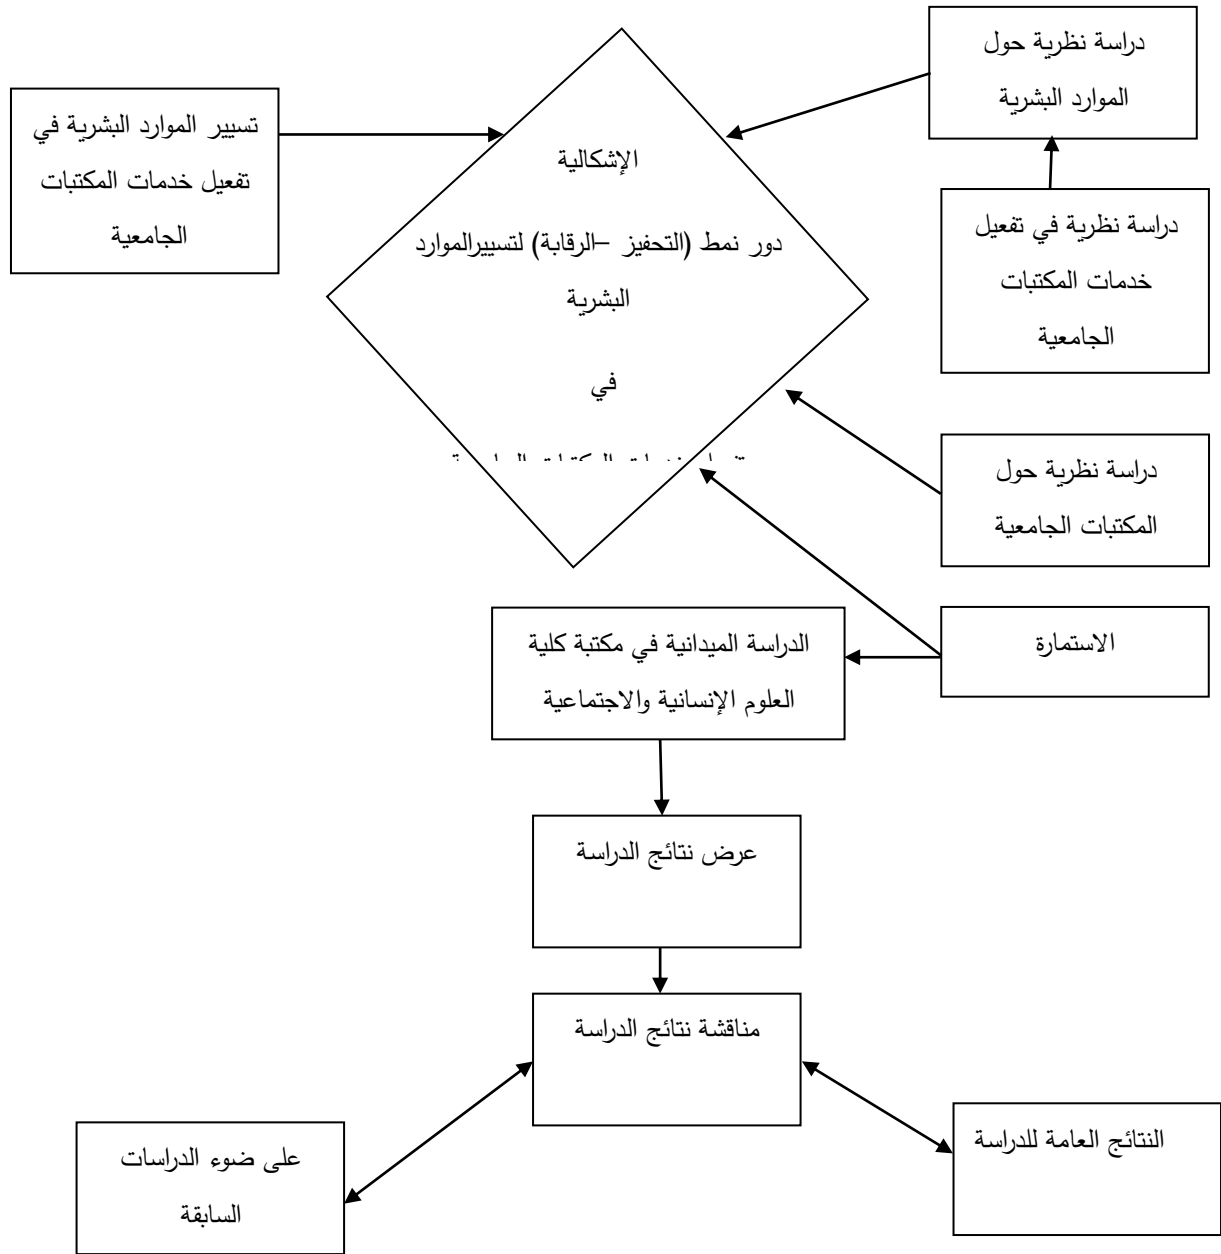 دراسة نظرية حول
الموارد البشرية
تسيير الموارد البشرية في
تفعيل خدمات المكتبات
الجامعية
الإشكالية
دور نمط (التحفيز –الرقابة) لتسييرالموارد
البشرية
في
دراسة نظرية في تفعيل
خدمات المكتبات
الجامعية
دراسة نظرية حول
المكتبات الجامعية
الاستمارة
الدراسة الميدانية في مكتبة كلية
العلوم الإنسانية والاجتماعية
عرض نتائج الدراسة
مناقشة نتائج الدراسة
النتائج العامة للدراسة
على ضوء الدراسات
السابقة